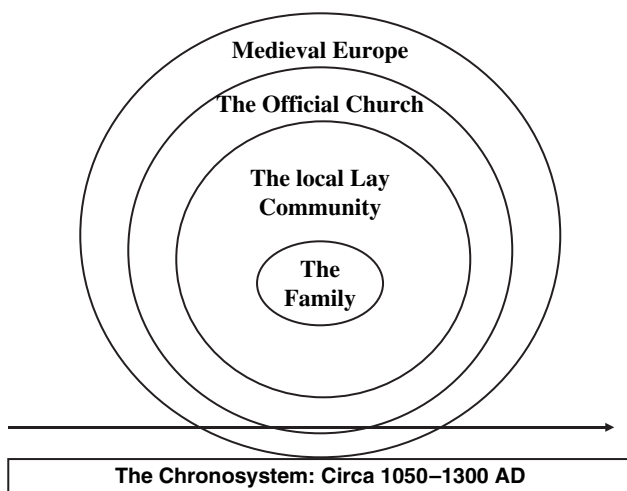 Medieval Europe
The Official Church
The local Lay
Community
The
Family
The Chronosystem: Circa 1050–1300 AD